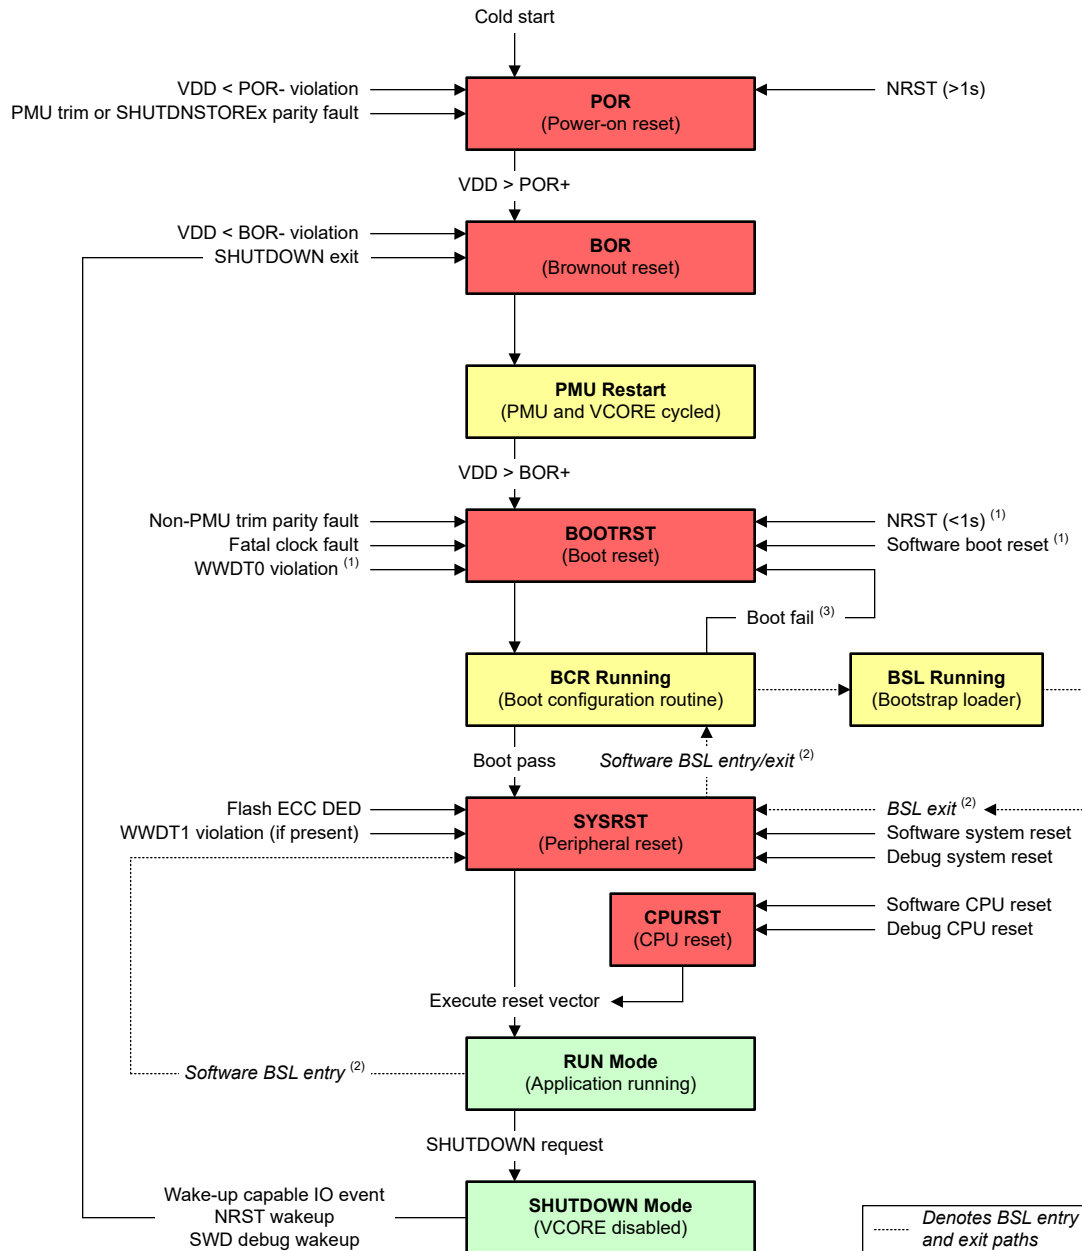 Cold start
VDD < POR- violation
PMU trim or SHUTDNSTOREx parity fault
POR
(Power-on reset)
NRST (>1s)
VDD > POR+
VDD < BOR- violation
SHUTDOWN exit
BOR
(Brownout reset)
PMU Restart
(PMU and VCORE cycled)
VDD > BOR+
Non-PMU trim parity fault
Fatal clock fault
WWDT0 violation (1)
BOOTRST
(Boot reset)
NRST (<1s) (1)
Software boot reset (1)
Boot fail (3)
BCR Running
(Boot configuration routine)
BSL Running
(Bootstrap loader)
Boot pass
Software BSL entry/exit (2)
Flash ECC DED
WWDT1 violation (if present)
SYSRST
(Peripheral reset)
BSL exit (2)
Software system reset
Debug system reset
CPURST
(CPU reset)
Software CPU reset
Debug CPU reset
Execute reset vector
Software BSL entry (2)
RUN Mode
(Application running)
SHUTDOWN request
Wake-up capable IO event
NRST wakeup
SWD debug wakeup
SHUTDOWN Mode
(VCORE disabled)
Denotes BSL entry
and exit paths